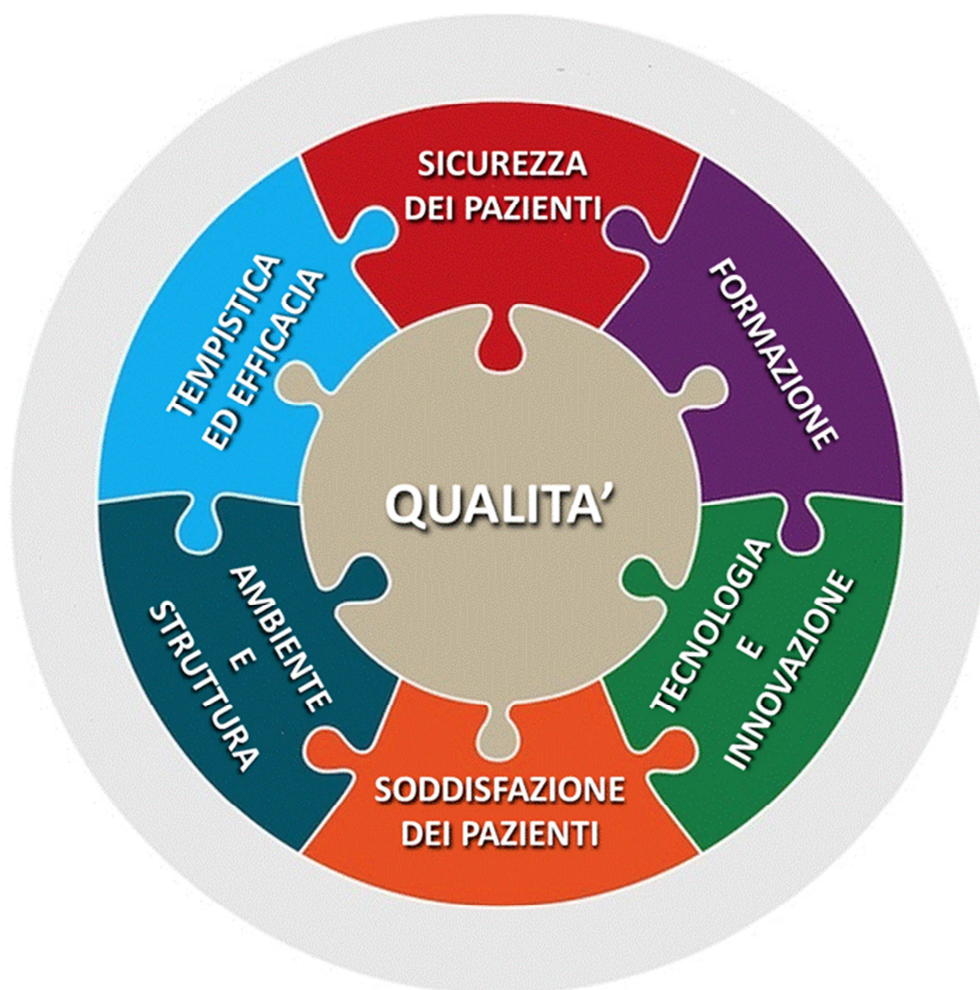 SICUREZZA
DEI PAZIENTI
FORMAZIONE
TECNOLOGIA
E
INNOVAZIONE
SODDISFAZIONE
DEI PAZIENTI
AMBIENTE
E
STRUTTURA
TEMPISTICA
ED EFFICACIA
QUALITA’